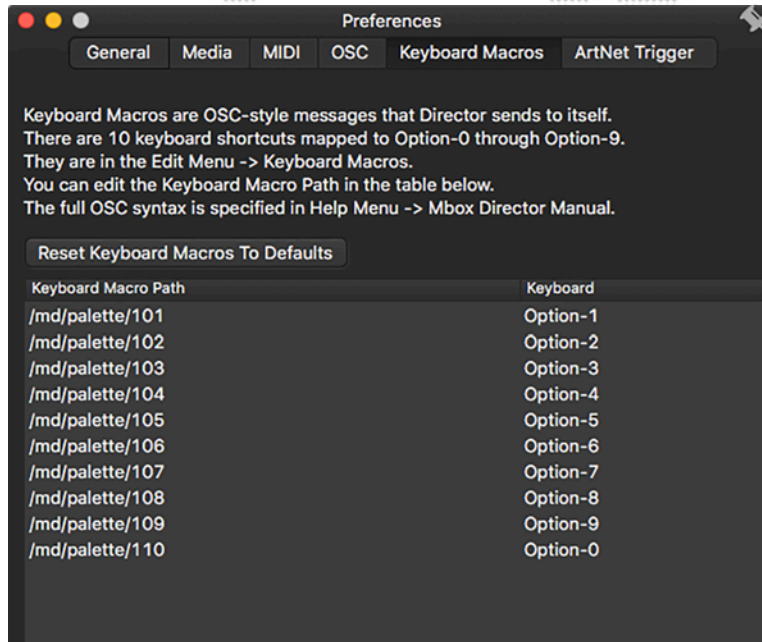 Preferences
General Media MIDI OSC Keyboard Macros ArtNet Trigger
Keyboard Macros are OSC-style messages that Director sends to itself.
There are 10 keyboard shortcuts mapped to Option-0 through Option-9.
They are in the Edit Menu -> Keyboard Macros.
You can edit the Keyboard Macro Path in the table below.
The full OSC syntax is specified in Help Menu -> Mbox Director Manual.
Reset Keyboard Macros To Defaults
Keyboard Macro Path Keyboard
/md/palette/101 Option-1
/md/palette/102 Option-2
/md/palette/103 Option-3
/md/palette/104 Option-4
/md/palette/105 Option-5
/md/palette/106 Option-6
/md/palette/107 Option-7
/md/palette/108 Option-8
/md/palette/109 Option-9
/md/palette/110 Option-0